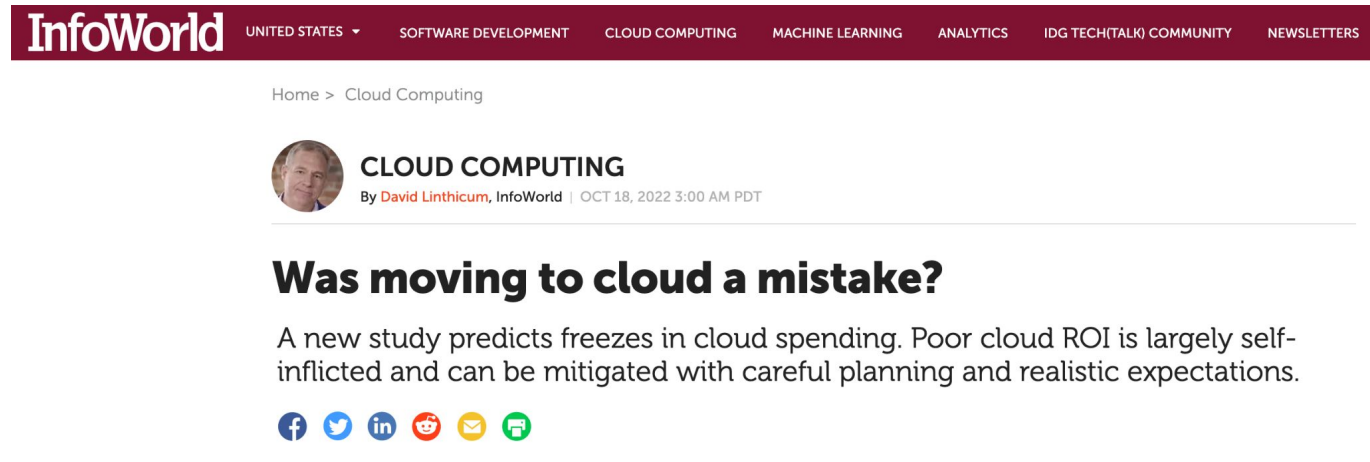 InfoWorld UNITED STATES SOFTWARE DEVELOPMENT CLOUD COMPUTING MACHINE LEARNING ANALYTICS IDG TECH(TALK) COMMUNITY NEWSLETTERS
Home > Cloud Computing
CLOUD COMPUTING
By David Linthicum, InfoWorld | OCT 18, 2022 3:00 AM PDT
Was moving to cloud a mistake?
A new study predicts freezes in cloud spending. Poor cloud ROI is largely self-
inflicted and can be mitigated with careful planning and realistic expectations.
f in